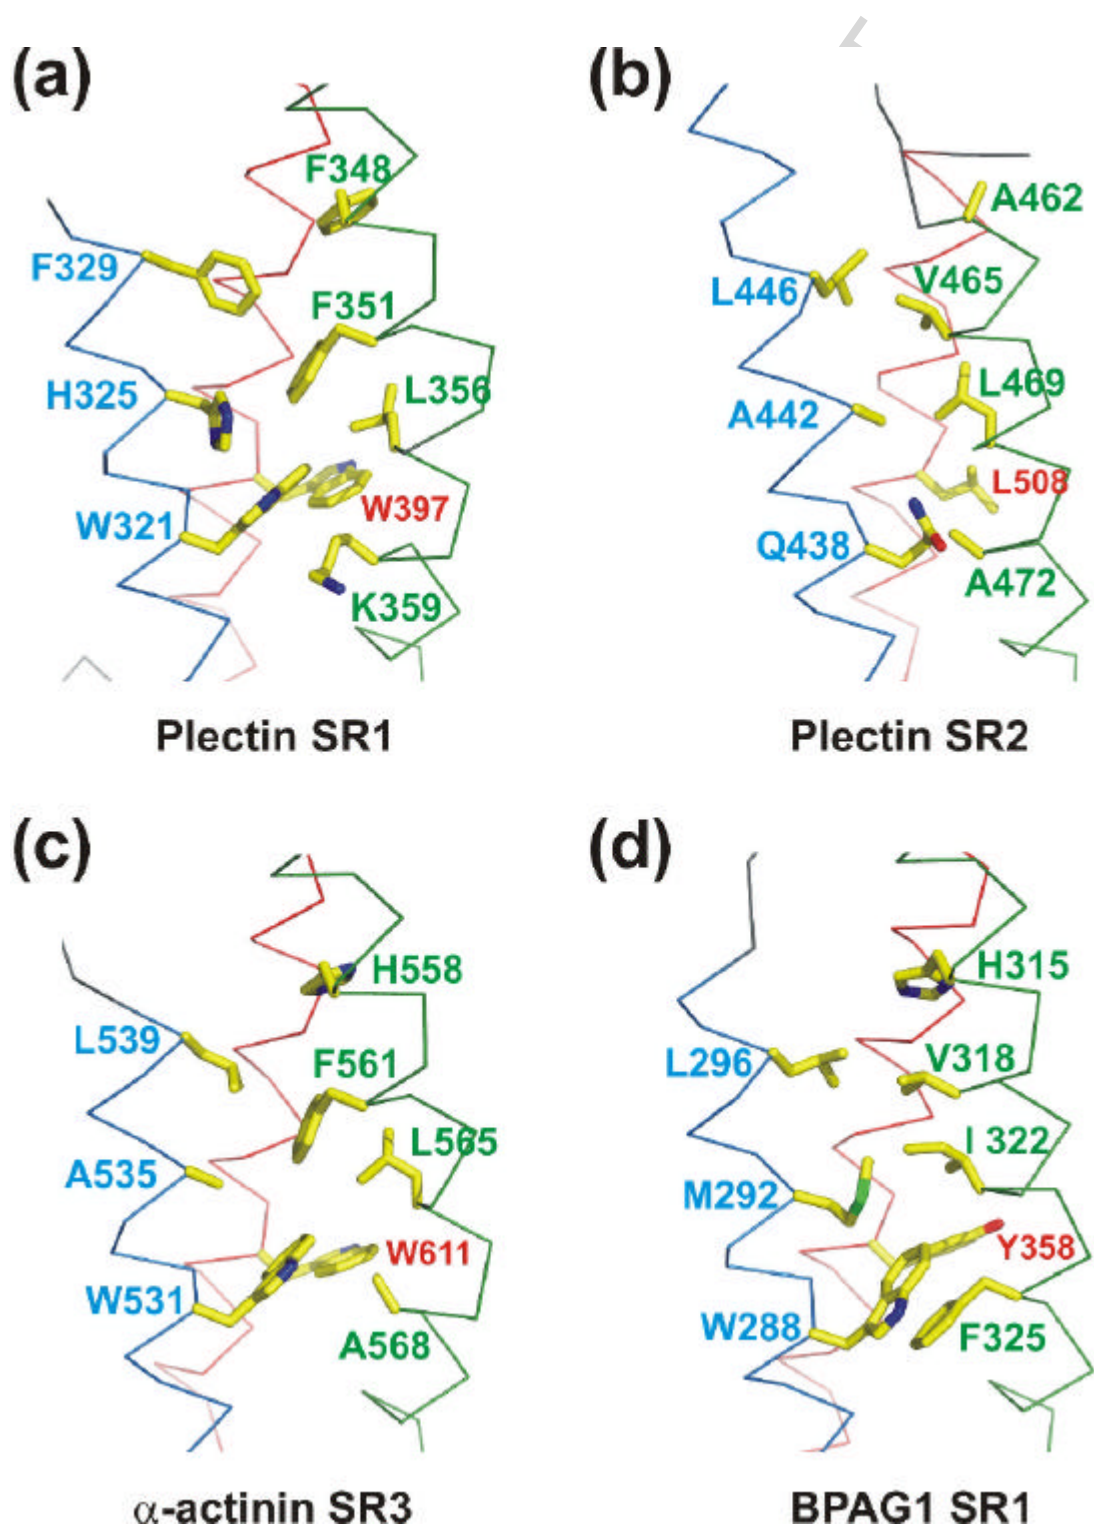 (a)
F348
F329
F351
H325
L356
W397
W321
K359
Plectin SR1
(b)
A462
L446
V465
L469
A442
L508
Q438
A472
Plectin SR2
(c)
H558
L539
F561
L565
A535
W611
W531
A568
α-actinin SR3
(d)
H315
L296
V318
I 322
M292
Y358
W288
F325
BPAG1 SR1